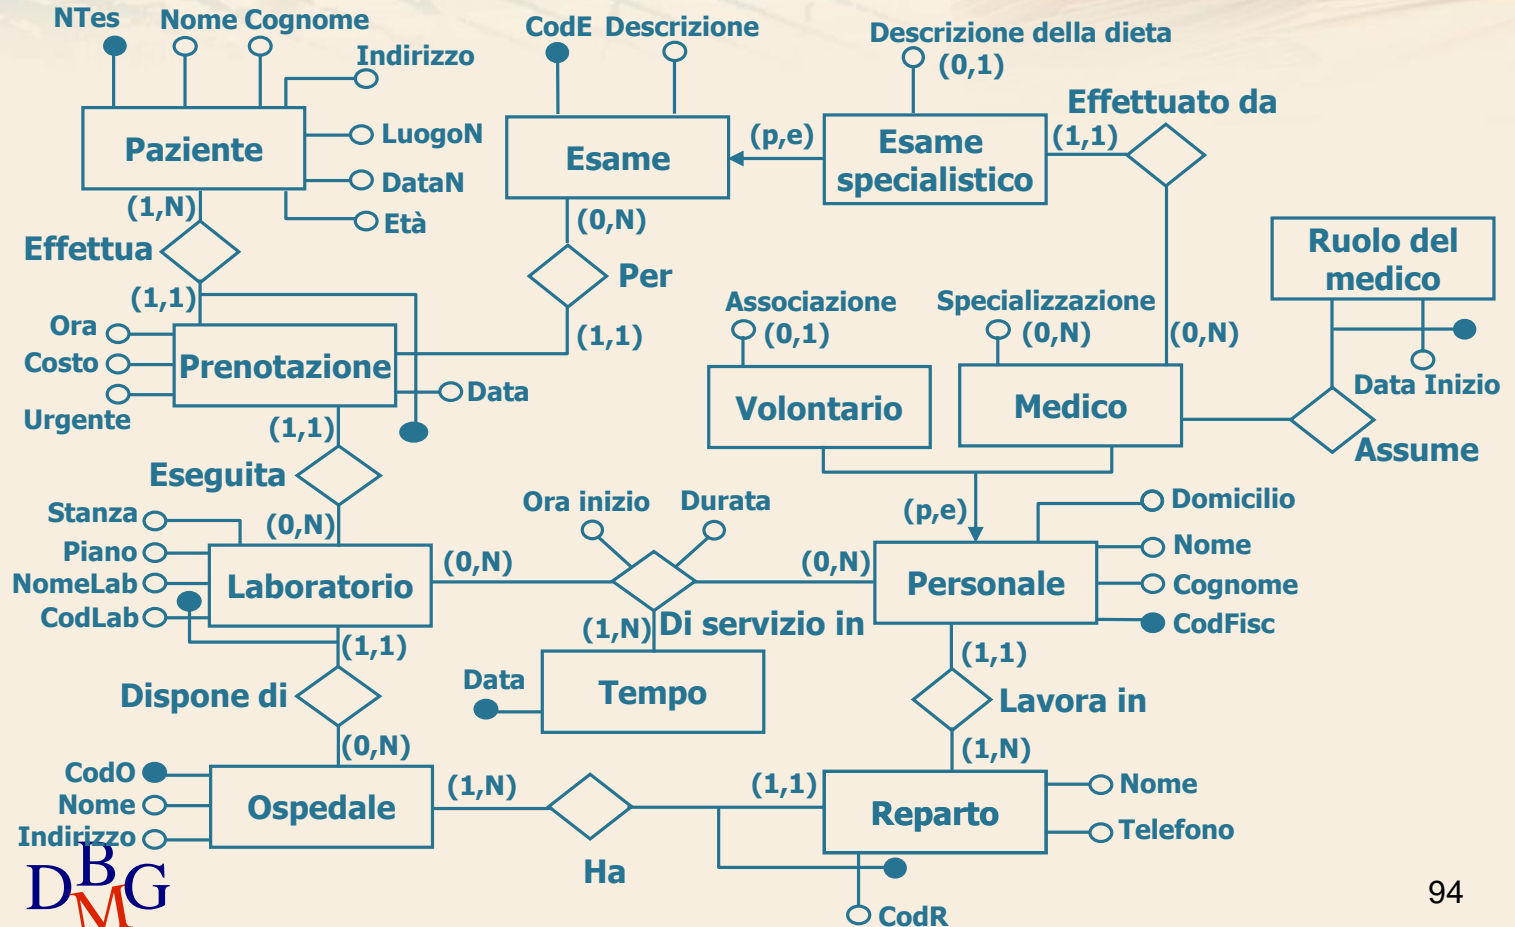 NTes
Nome Cognome
Indirizzo
Paziente
LuogoN
DataN
Età
(1,N)
Effettua
(1,1)
CodE Descrizione
Esame
(p,e)
(0,N)
Per
(1,1)
Descrizione della dieta
(0,1)
Esame
specialistico
(1,1)
Effettuato da
(0,N)
Ruolo del
medico
Data Inizio
Assume
Ora
Costo
Urgente
Prenotazione
Data
(1,1)
Eseguita
(0,N)
Associazione
(0,1)
Volontario
Specializzazione
(0,N)
Medico
(p,e)
Stanza
Piano
NomeLab
CodLab
Laboratorio
(0,N)
Ora inizio
Durata
(0,N)
Di servizio in
(1,N)
Data
Tempo
Personale
Domicilio
Nome
Cognome
CodFisc
(1,1)
Lavora in
(1,N)
(1,1)
Dispone di
(0,N)
CodO
Nome
Indirizzo
Ospedale
(1,N)
Ha
(1,1)
Reparto
Nome
Telefono
CodR
DBMG
94